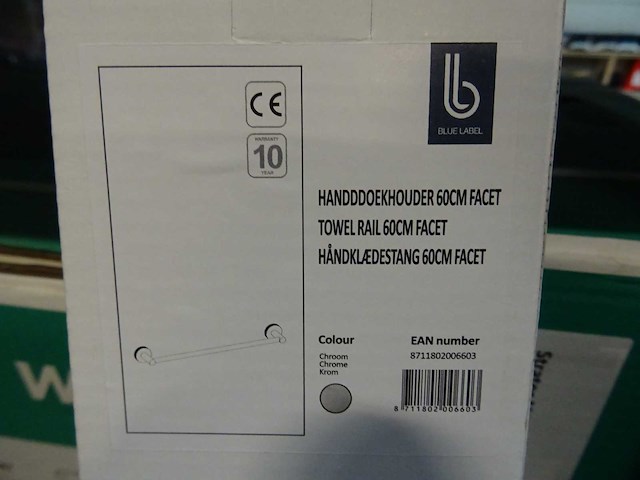 CE
WARRANTY
10
YEAR
b
BLUE LABEL
HANDDDOEKHOUDER 60CM FACET
TOWEL RAIL 60CM FACET
HÅNDKLÆDESTANG 60CM FACET
Colour
Chroom
Chrome
Krom
EAN number
8711802006603
8 711802 006603
W